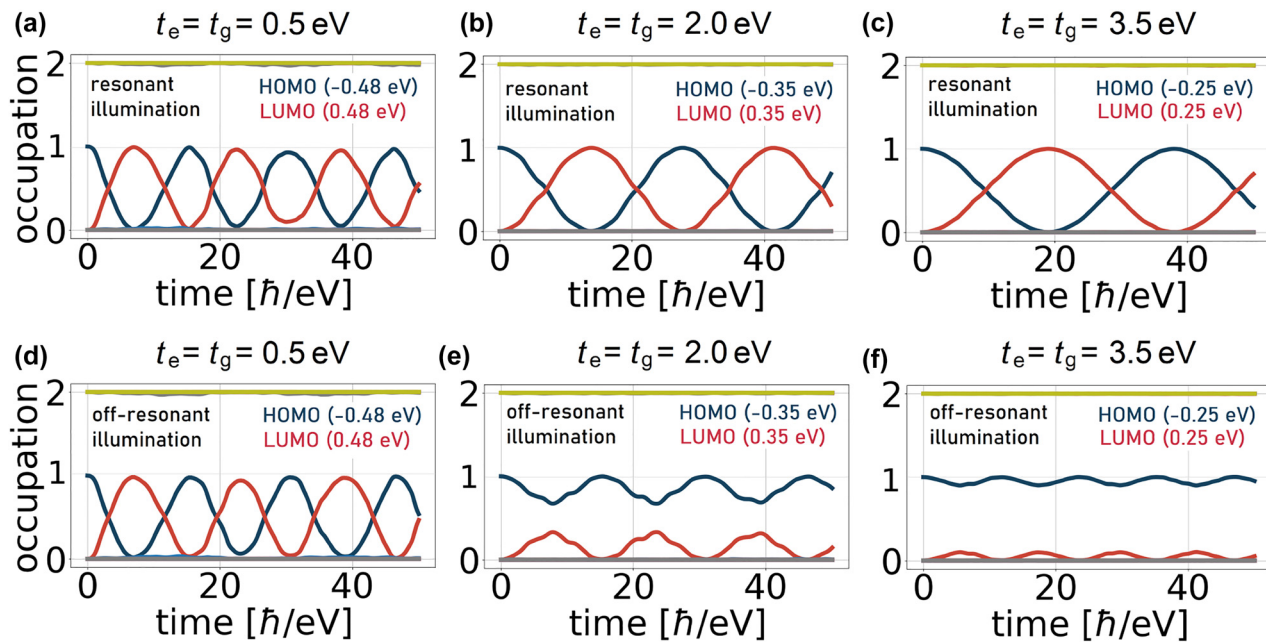 (a) tₑ = t_g = 0.5 eV
(b) tₑ = t_g = 2.0 eV
(c) tₑ = t_g = 3.5 eV
occupation
2
1
0
resonant
illumination
HOMO (−0.48 eV)
LUMO (0.48 eV)
0 20 40
time [ħ/eV]
2
1
0
resonant
illumination
HOMO (−0.35 eV)
LUMO (0.35 eV)
0 20 40
time [ħ/eV]
2
1
0
resonant
illumination
HOMO (−0.25 eV)
LUMO (0.25 eV)
0 20 40
time [ħ/eV]
(d) tₑ = t_g = 0.5 eV
(e) tₑ = t_g = 2.0 eV
(f) tₑ = t_g = 3.5 eV
occupation
2
1
0
off-resonant
illumination
HOMO (−0.48 eV)
LUMO (0.48 eV)
0 20 40
time [ħ/eV]
2
1
0
off-resonant
illumination
HOMO (−0.35 eV)
LUMO (0.35 eV)
0 20 40
time [ħ/eV]
2
1
0
off-resonant
illumination
HOMO (−0.25 eV)
LUMO (0.25 eV)
0 20 40
time [ħ/eV]